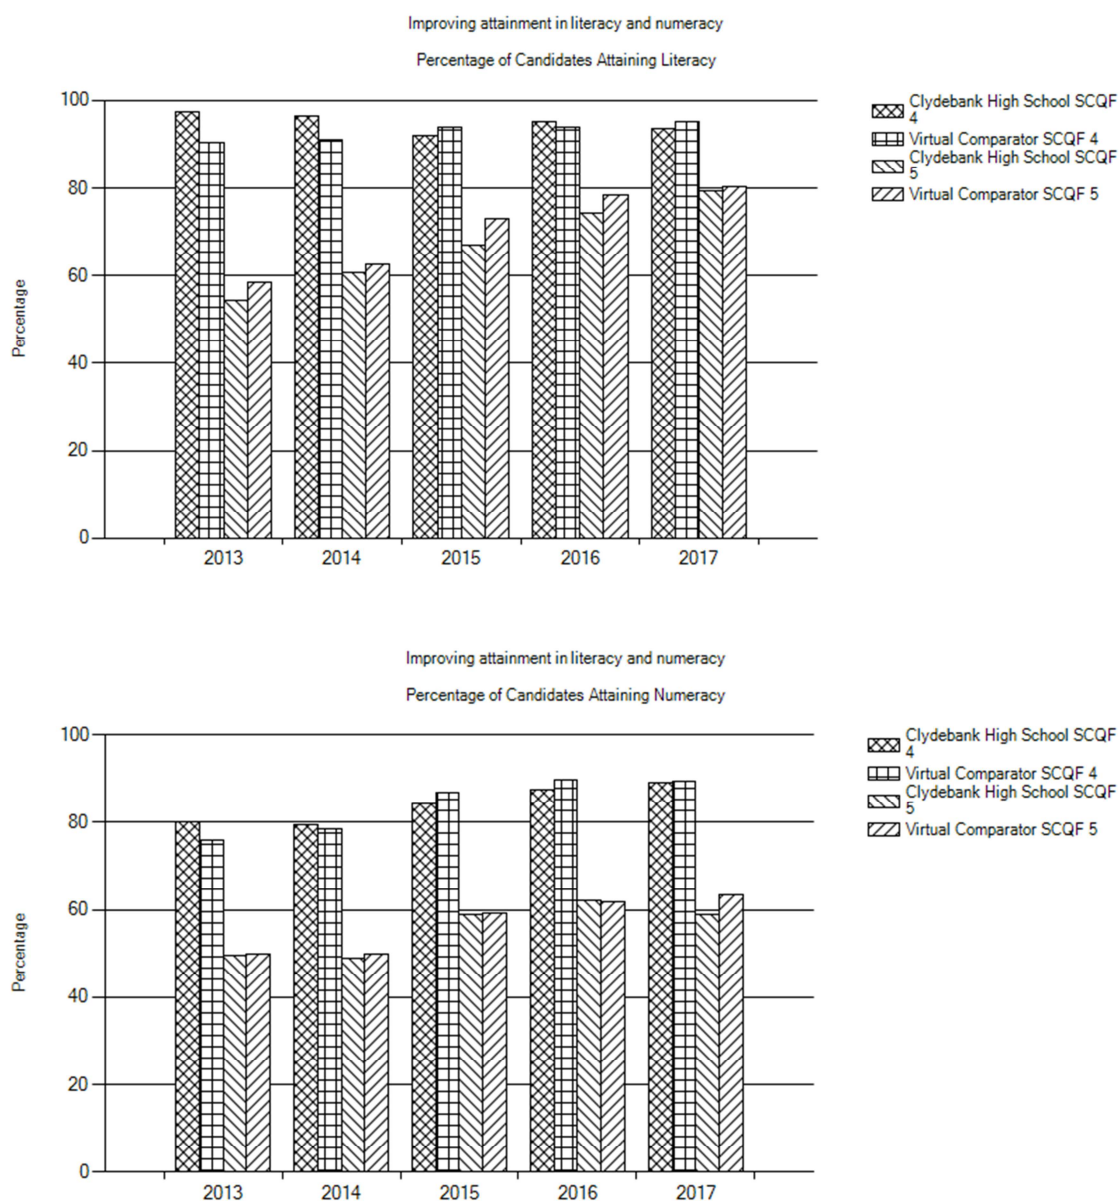 Improving attainment in literacy and numeracy
Percentage of Candidates Attaining Literacy
100
80
60
40
20
0
Percentage
2013
2014
2015
2016
2017
Clydebank High School SCQF
4
Virtual Comparator SCQF 4
Clydebank High School SCQF
5
Virtual Comparator SCQF 5
Improving attainment in literacy and numeracy
Percentage of Candidates Attaining Numeracy
100
80
60
40
20
0
Percentage
2013
2014
2015
2016
2017
Clydebank High School SCQF
4
Virtual Comparator SCQF 4
Clydebank High School SCQF
5
Virtual Comparator SCQF 5